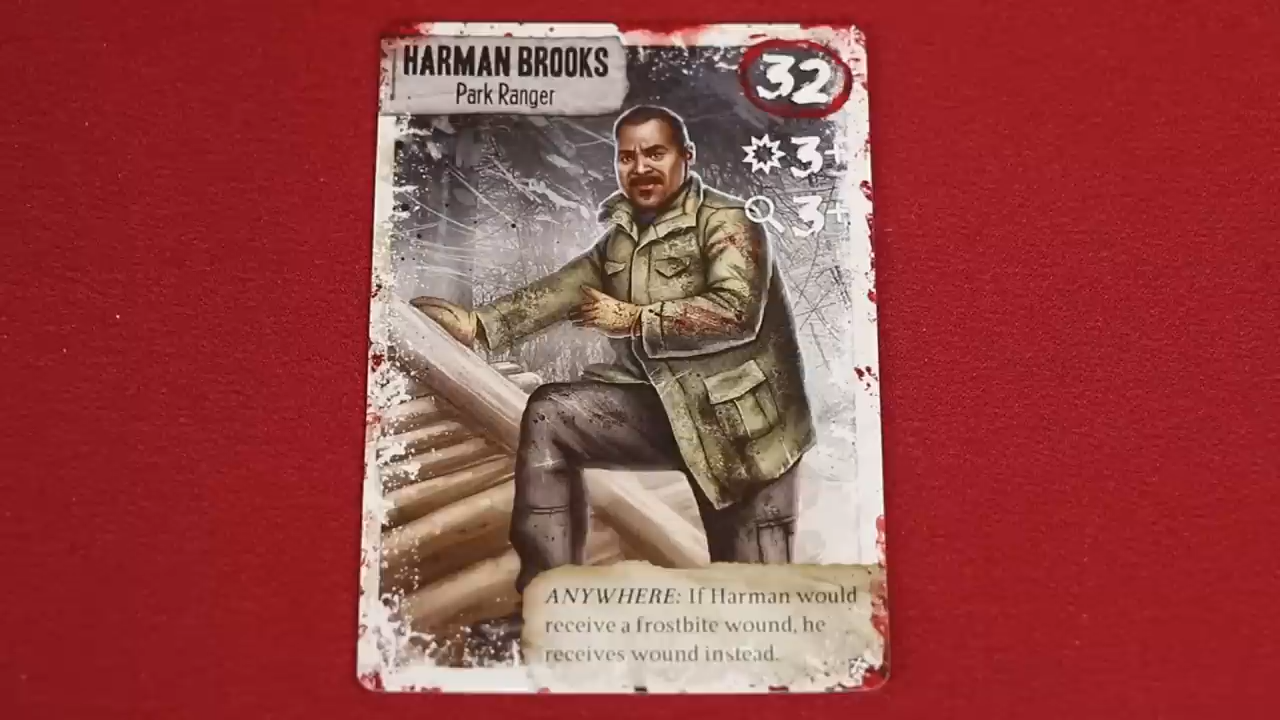 HARMAN BROOKS
Park Ranger
32
3+
3+
ANYWHERE: If Harman would
receive a frostbite wound, he
receives wound instead.